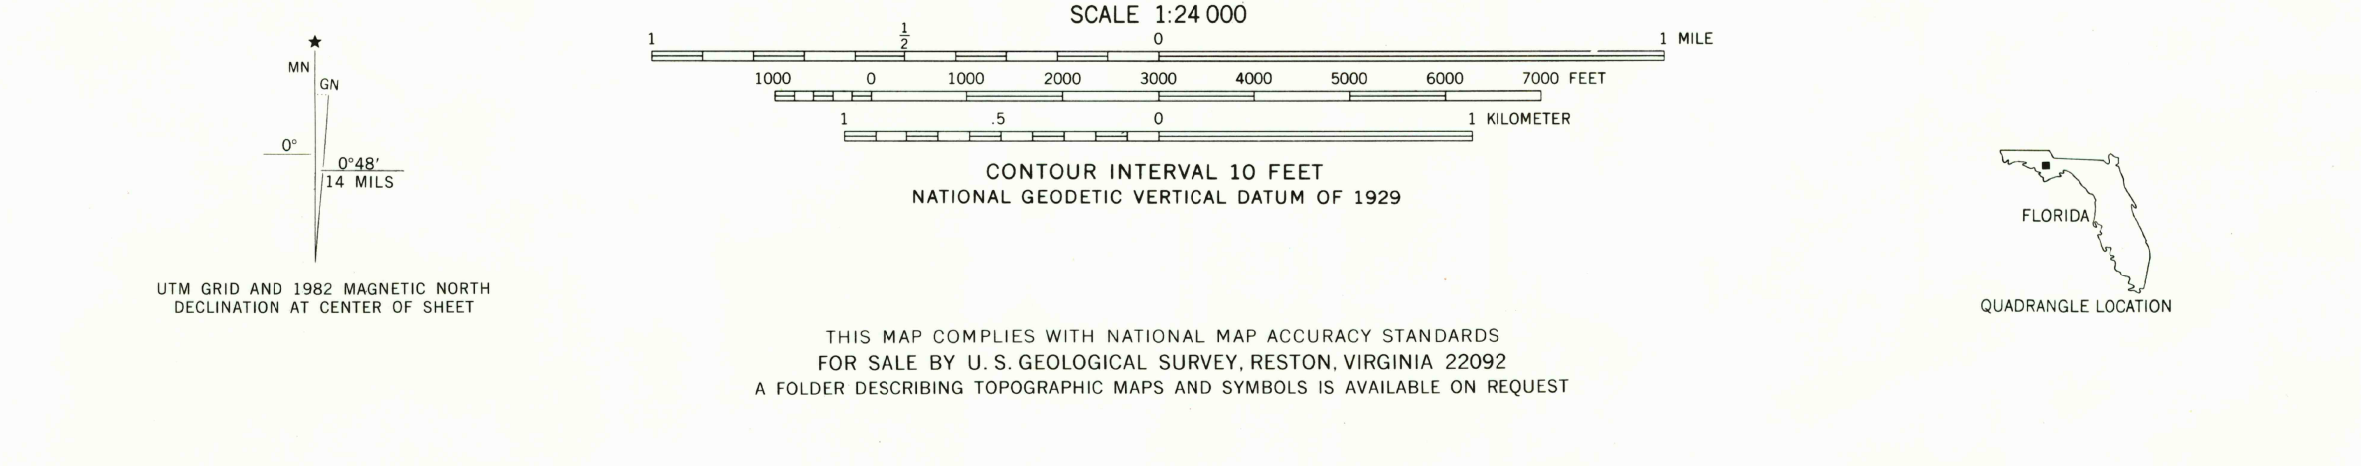 ★
MN
GN
0°
0°48'
14 MILS
UTM GRID AND 1982 MAGNETIC NORTH
DECLINATION AT CENTER OF SHEET
SCALE 1:24 000
1 1/2 0 1 MILE
1000 0 1000 2000 3000 4000 5000 6000 7000 FEET
1 .5 0 1 KILOMETER
CONTOUR INTERVAL 10 FEET
NATIONAL GEODETIC VERTICAL DATUM OF 1929
THIS MAP COMPLIES WITH NATIONAL MAP ACCURACY STANDARDS
FOR SALE BY U. S. GEOLOGICAL SURVEY, RESTON, VIRGINIA 22092
A FOLDER DESCRIBING TOPOGRAPHIC MAPS AND SYMBOLS IS AVAILABLE ON REQUEST
FLORIDA
QUADRANGLE LOCATION